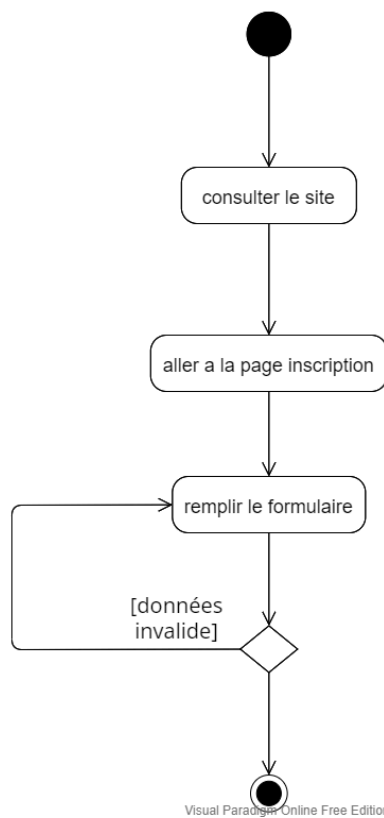 consulter le site
aller a la page inscription
remplir le formulaire
[données
invalide]
Visual Paradigm Online Free Edition